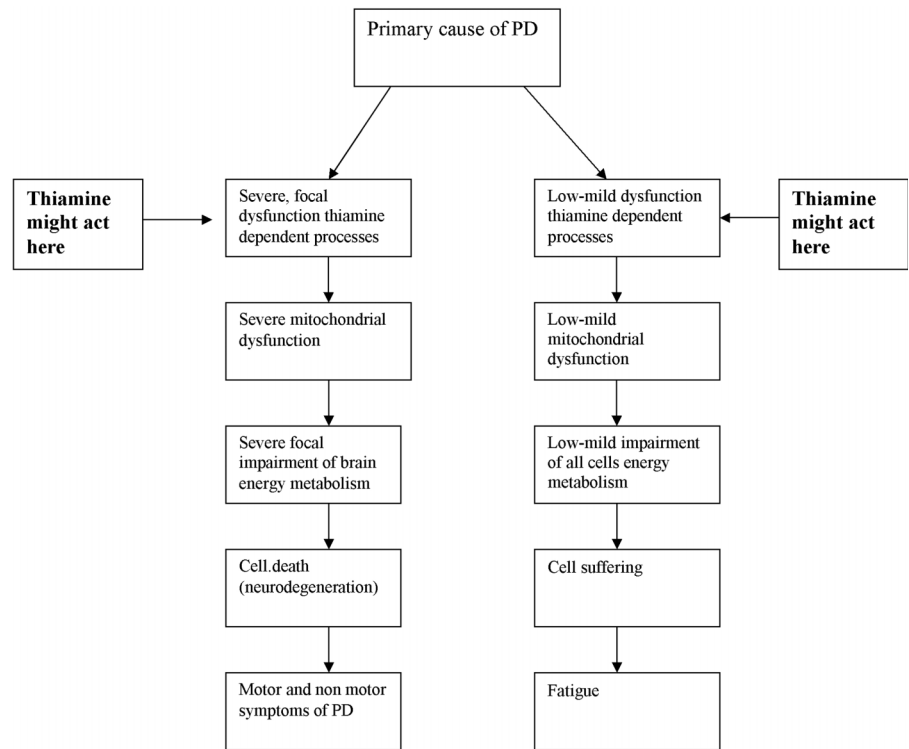 Primary cause of PD
Thiamine
might act
here
Severe, focal
dysfunction thiamine
dependent processes
Low-mild dysfunction
thiamine dependent
processes
Thiamine
might act
here
Severe mitochondrial
dysfunction
Low-mild
mitochondrial
dysfunction
Severe focal
impairment of brain
energy metabolism
Low-mild impairment
of all cells energy
metabolism
Cell.death
(neurodegeneration)
Cell suffering
Motor and non motor
symptoms of PD
Fatigue